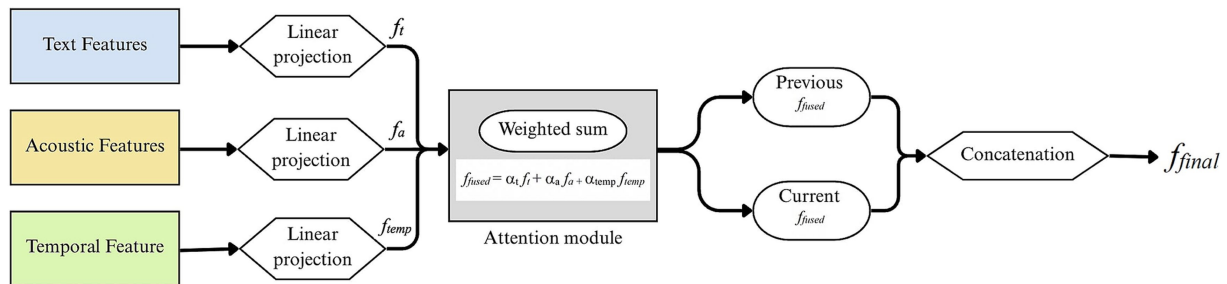 Text Features
Linear
projection
f_t
Acoustic Features
Linear
projection
f_a
Temporal Feature
Linear
projection
f_temp
Weighted sum
f_fused = α_t f_t + α_a f_a + α_temp f_temp
Attention module
Previous
f_fused
Current
f_fused
Concatenation
f_final